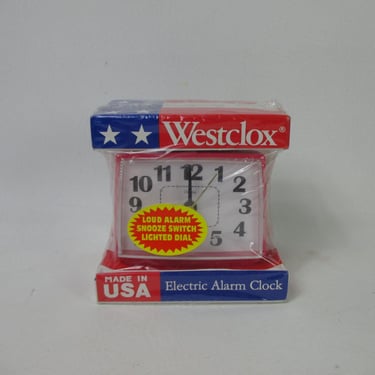 Westclox®
11 12 1
10 2
9 3
8 4
5
LOUD ALARM
SNOOZE SWITCH
LIGHTED DIAL
MADE IN
USA
Electric Alarm Clock